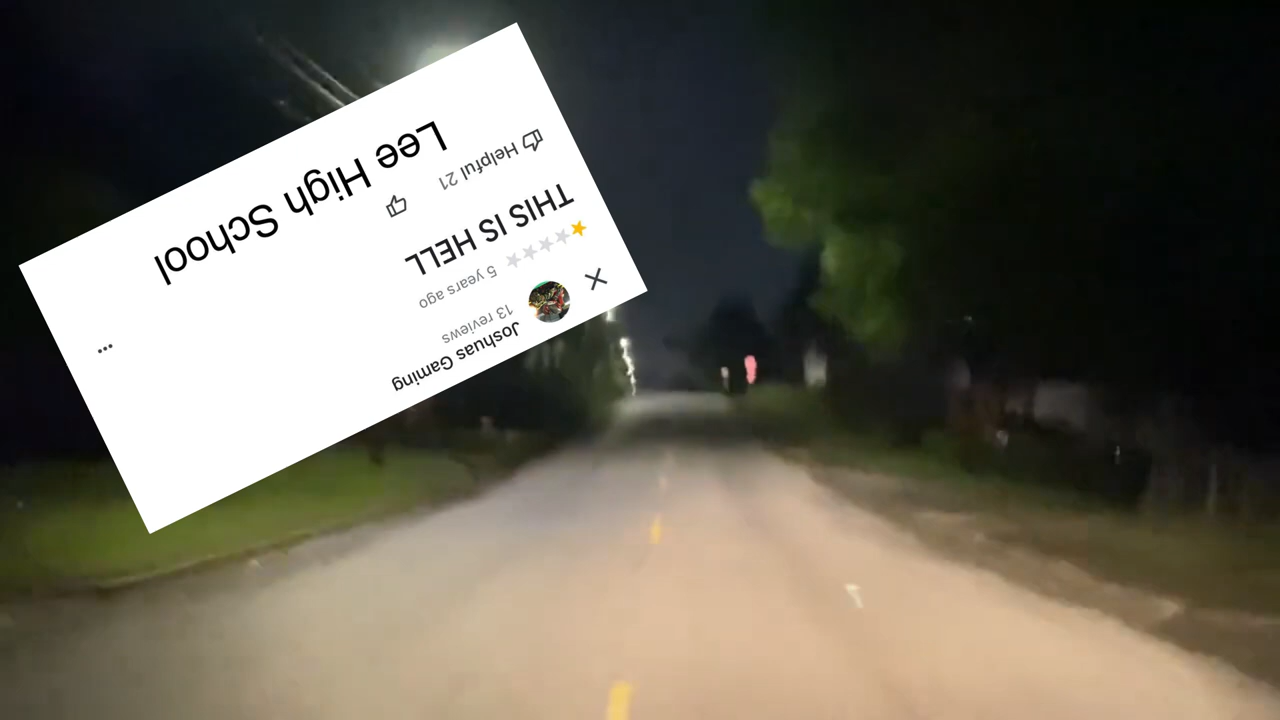 Joshuas Gaming
13 reviews
5 years ago
THIS IS HELL
Helpful 21
Lee High School